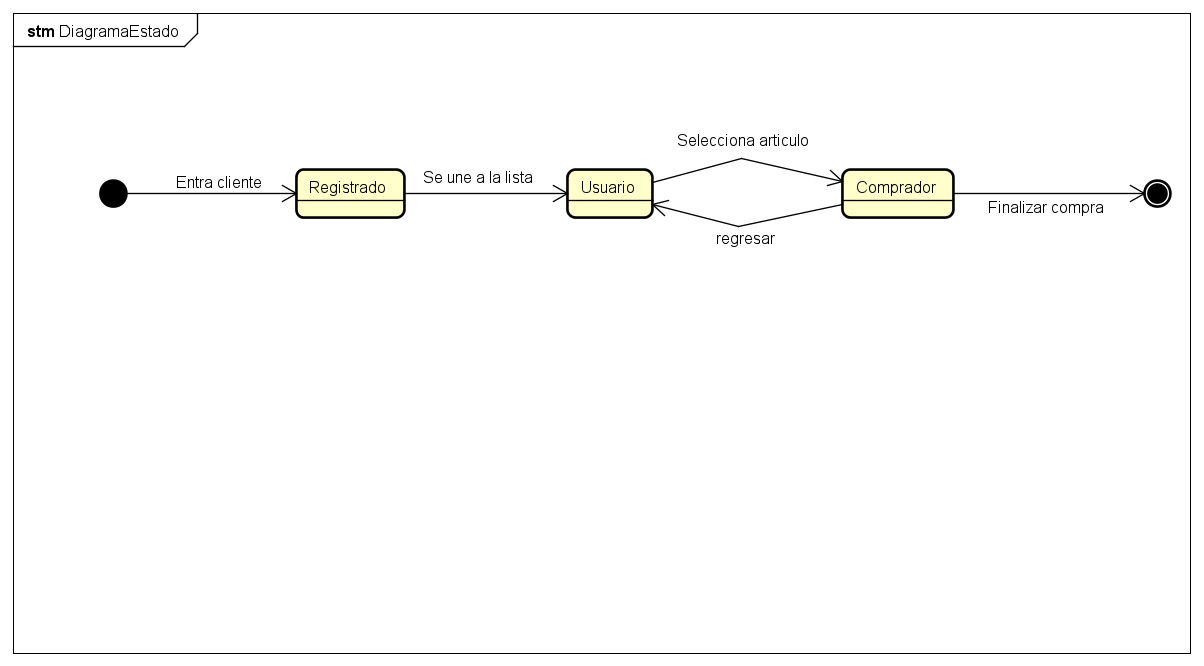 stm DiagramaEstado
Selecciona articulo
Entra cliente
Registrado
Se une a la lista
Usuario
Comprador
Finalizar compra
regresar